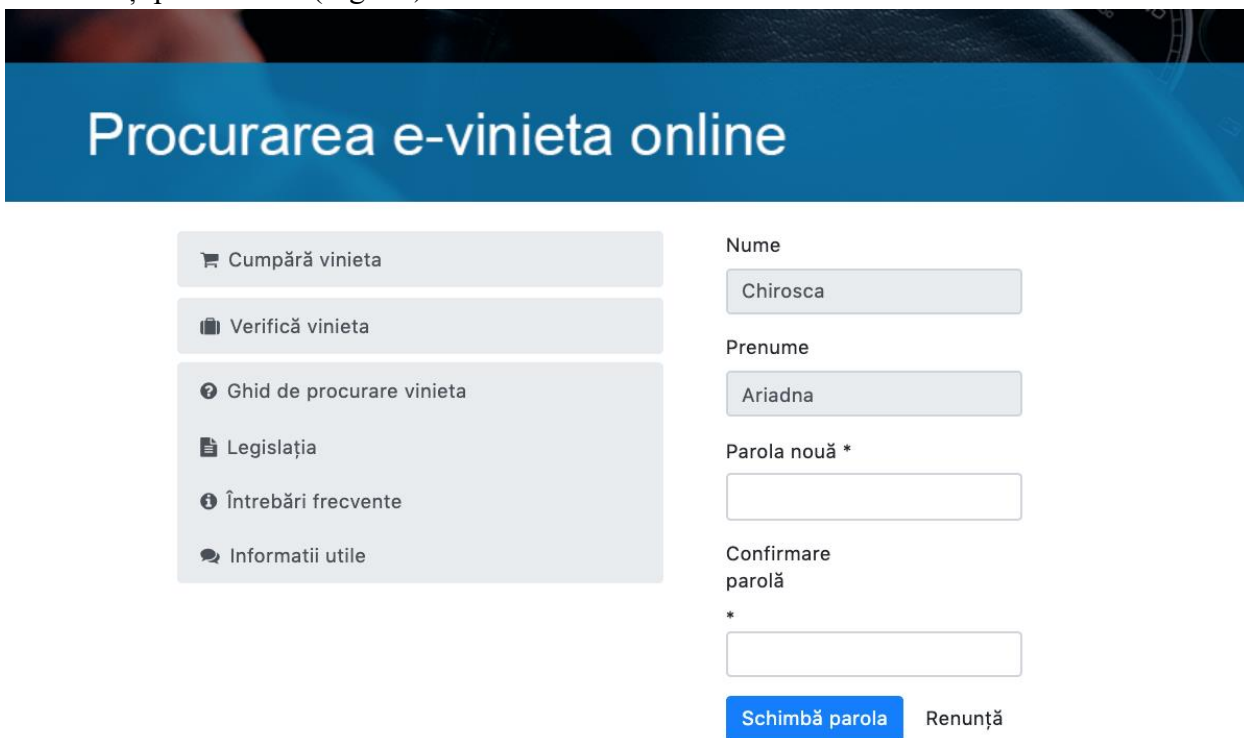 Procurarea e-vinieta online
Cumpără vinieta
Verifică vinieta
Ghid de procurare vinieta
Legislația
Întrebări frecvente
Informatii utile
Nume
Chirosca
Prenume
Ariadna
Parola nouă *
Confirmare
parolă
*
Schimbă parola Renunță